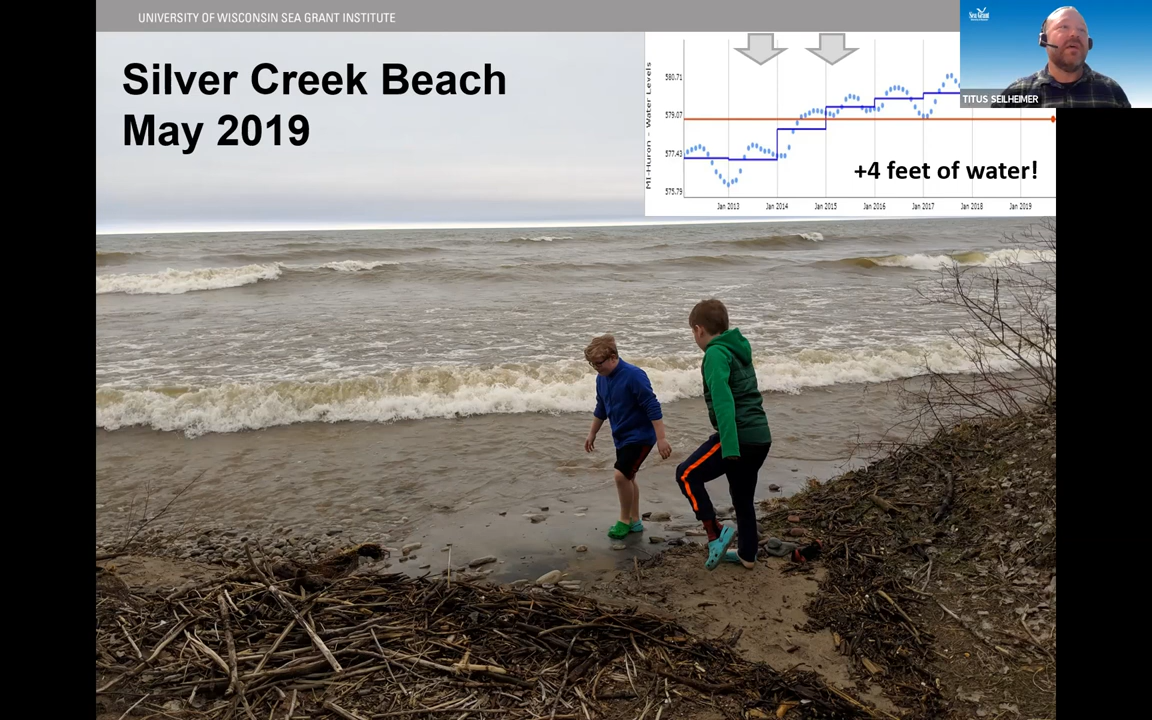 UNIVERSITY OF WISCONSIN SEA GRANT INSTITUTE
Silver Creek Beach
May 2019
MI-Huron - Water Levels
580.71
579.07
577.43
575.79
Jan 2013
Jan 2014
Jan 2015
Jan 2016
Jan 2017
Jan 2018
Jan 2019
+4 feet of water!
Sea Grant
TITUS SEILHEIMER